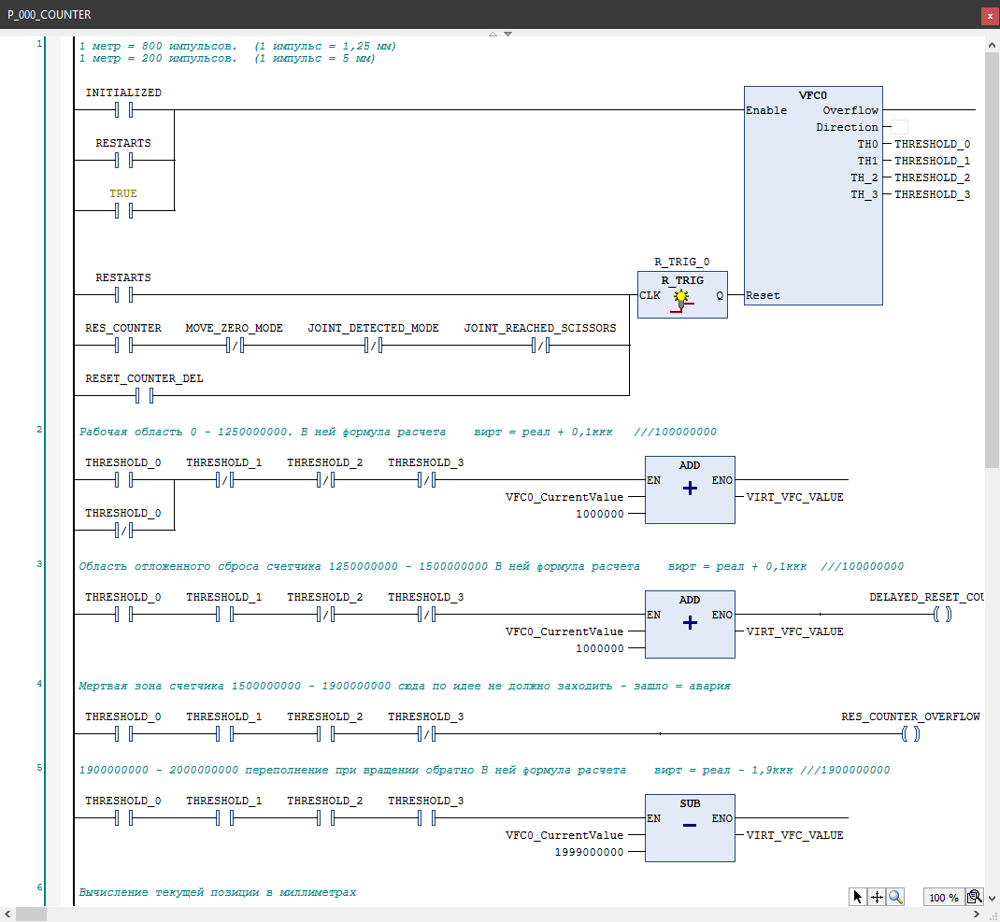 P_000_COUNTER
x
1
1 метр = 800 импульсов. (1 импульс = 1,25 мм)
1 метр = 200 импульсов. (1 импульс = 5 мм)
INITIALIZED
VFC0
Enable Overflow
Direction
RESTARTS
TH0 THRESHOLD_0
TH1 THRESHOLD_1
TH_2 THRESHOLD_2
TRUE
TH_3 THRESHOLD_3
R_TRIG_0
RESTARTS
R_TRIG
CLK Q Reset
RES_COUNTER MOVE_ZERO_MODE JOINT_DETECTED_MODE JOINT_REACHED_SCISSORS
RESET_COUNTER_DEL
2
Рабочая область 0 - 1250000000. В ней формула расчета вирт = реал + 0,1ккк ///100000000
THRESHOLD_0 THRESHOLD_1 THRESHOLD_2 THRESHOLD_3
ADD
EN ENO
VFC0_CurrentValue VIRT_VFC_VALUE
THRESHOLD_0
1000000
3
Область отложенного сброса счетчика 1250000000 - 1500000000 В ней формула расчета вирт = реал + 0,1ккк ///100000000
THRESHOLD_0 THRESHOLD_1 THRESHOLD_2 THRESHOLD_3
ADD
DELAYED_RESET_COU
EN ENO
VFC0_CurrentValue VIRT_VFC_VALUE
1000000
4
Мертвая зона счетчика 1500000000 - 1900000000 сюда по идее не должно заходить - зашло = авария
THRESHOLD_0 THRESHOLD_1 THRESHOLD_2 THRESHOLD_3 RES_COUNTER_OVERFLOW
5
1900000000 - 2000000000 переполнение при вращении обратно В ней формула расчета вирт = реал - 1,9ккк ///1900000000
THRESHOLD_0 THRESHOLD_1 THRESHOLD_2 THRESHOLD_3
SUB
EN ENO
VFC0_CurrentValue VIRT_VFC_VALUE
1999000000
6
Вычисление текущей позиции в миллиметрах
100 %